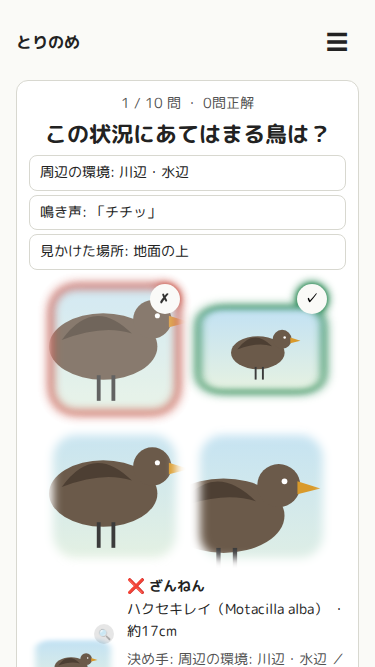 とりのめ
1 / 10 問 ・ 0問正解
この状況にあてはまる鳥は？
周辺の環境: 川辺・水辺
鳴き声: 「チチッ」
見かけた場所: 地面の上
❌ ざんねん
ハクセキレイ（Motacilla alba） ・
約17cm
決め手: 周辺の環境: 川辺・水辺 ／